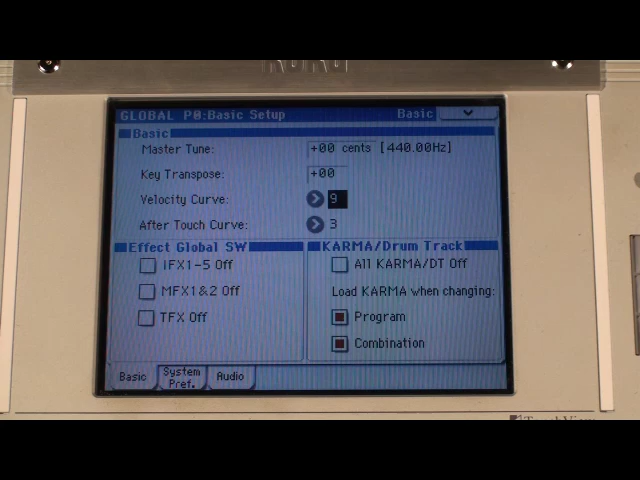 GLOBAL P0:Basic Setup Basic
Basic
Master Tune: +00 cents [440.00Hz]
Key Transpose: +00
Velocity Curve: 9
After Touch Curve: 3
Effect Global SW
IFX1-5 Off
MFX1&2 Off
TFX Off
KARMA/Drum Track
All KARMA/DT Off
Load KARMA when changing:
Program
Combination
Basic
System Pref.
Audio